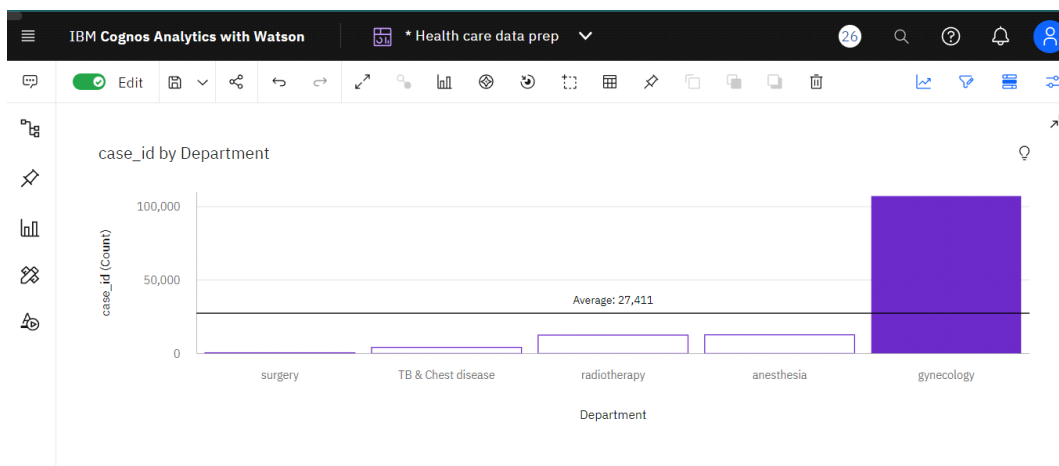 IBM Cognos Analytics with Watson
* Health care data prep
26
Edit
case_id by Department
case_id (Count)
100,000
50,000
0
Average: 27,411
surgery
TB & Chest disease
radiotherapy
anesthesia
gynecology
Department